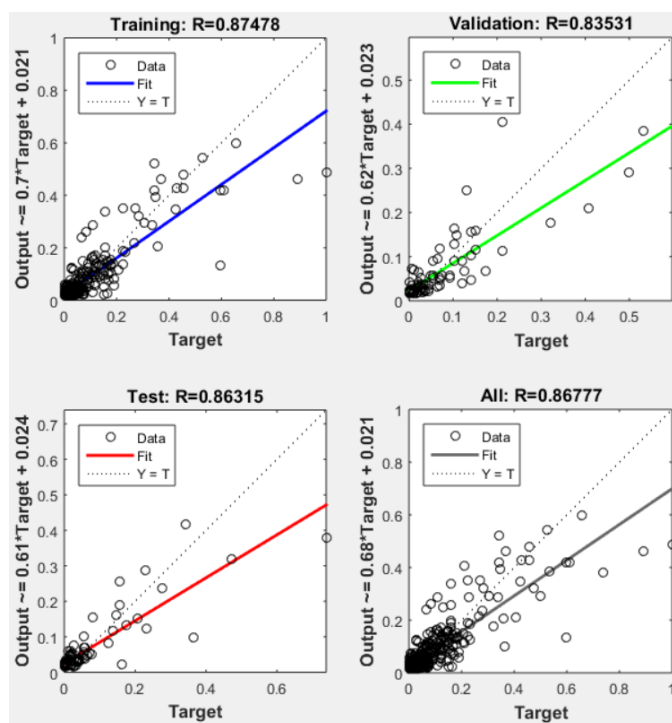 Training: R=0.87478
Output ~= 0.7*Target + 0.021
1
0.8
0.6
0.4
0.2
0
Data
Fit
Y = T
0
0.2
0.4
0.6
0.8
1
Target
Validation: R=0.83531
Output ~= 0.62*Target + 0.023
0.5
0.4
0.3
0.2
0.1
0
Data
Fit
Y = T
0
0.1
0.2
0.3
0.4
0.5
Target
Test: R=0.86315
Output ~= 0.61*Target + 0.024
0.7
0.6
0.5
0.4
0.3
0.2
0.1
0
Data
Fit
Y = T
0
0.2
0.4
0.6
Target
All: R=0.86777
Output ~= 0.68*Target + 0.021
1
0.8
0.6
0.4
0.2
0
Data
Fit
Y = T
0
0.2
0.4
0.6
0.8
1
Target